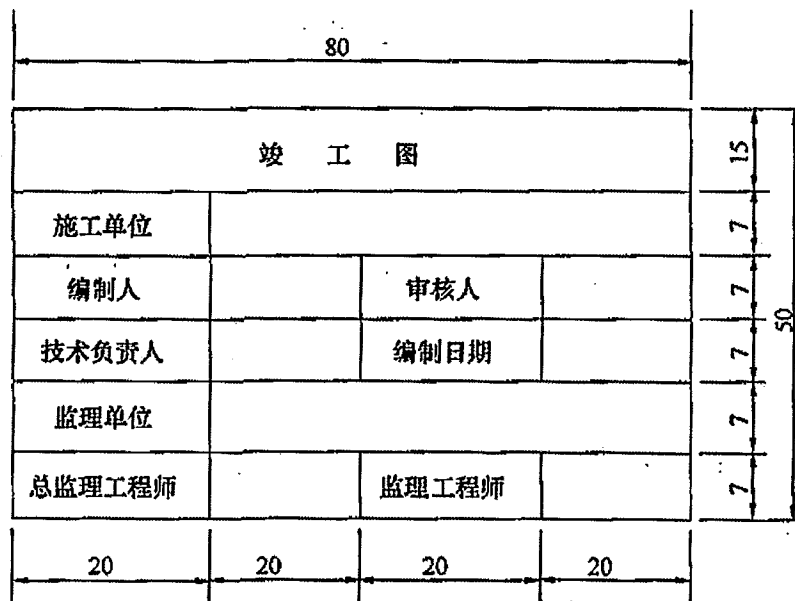 80
竣 工 图 15
施工单位 7
编制人 审核人 7
技术负责人 编制日期 7 50
监理单位 7
总监理工程师 监理工程师 7
20 20 20 20